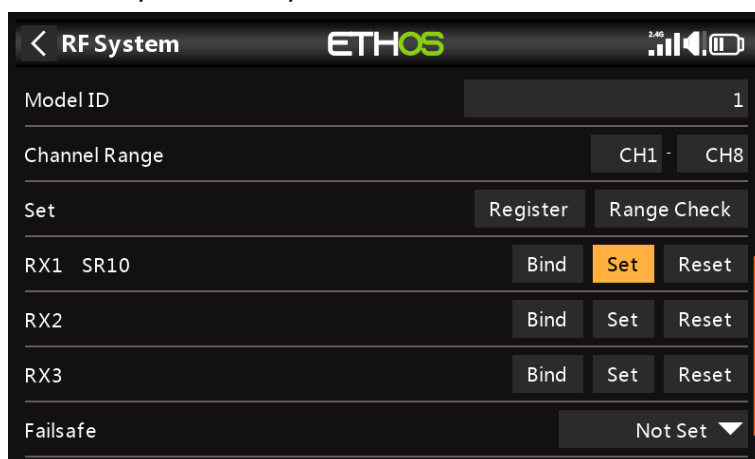 RF System ETHOS 2.4G
Model ID 1
Channel Range CH1 - CH8
Set Register Range Check
RX1 SR10 Bind Set Reset
RX2 Bind Set Reset
RX3 Bind Set Reset
Failsafe Not Set